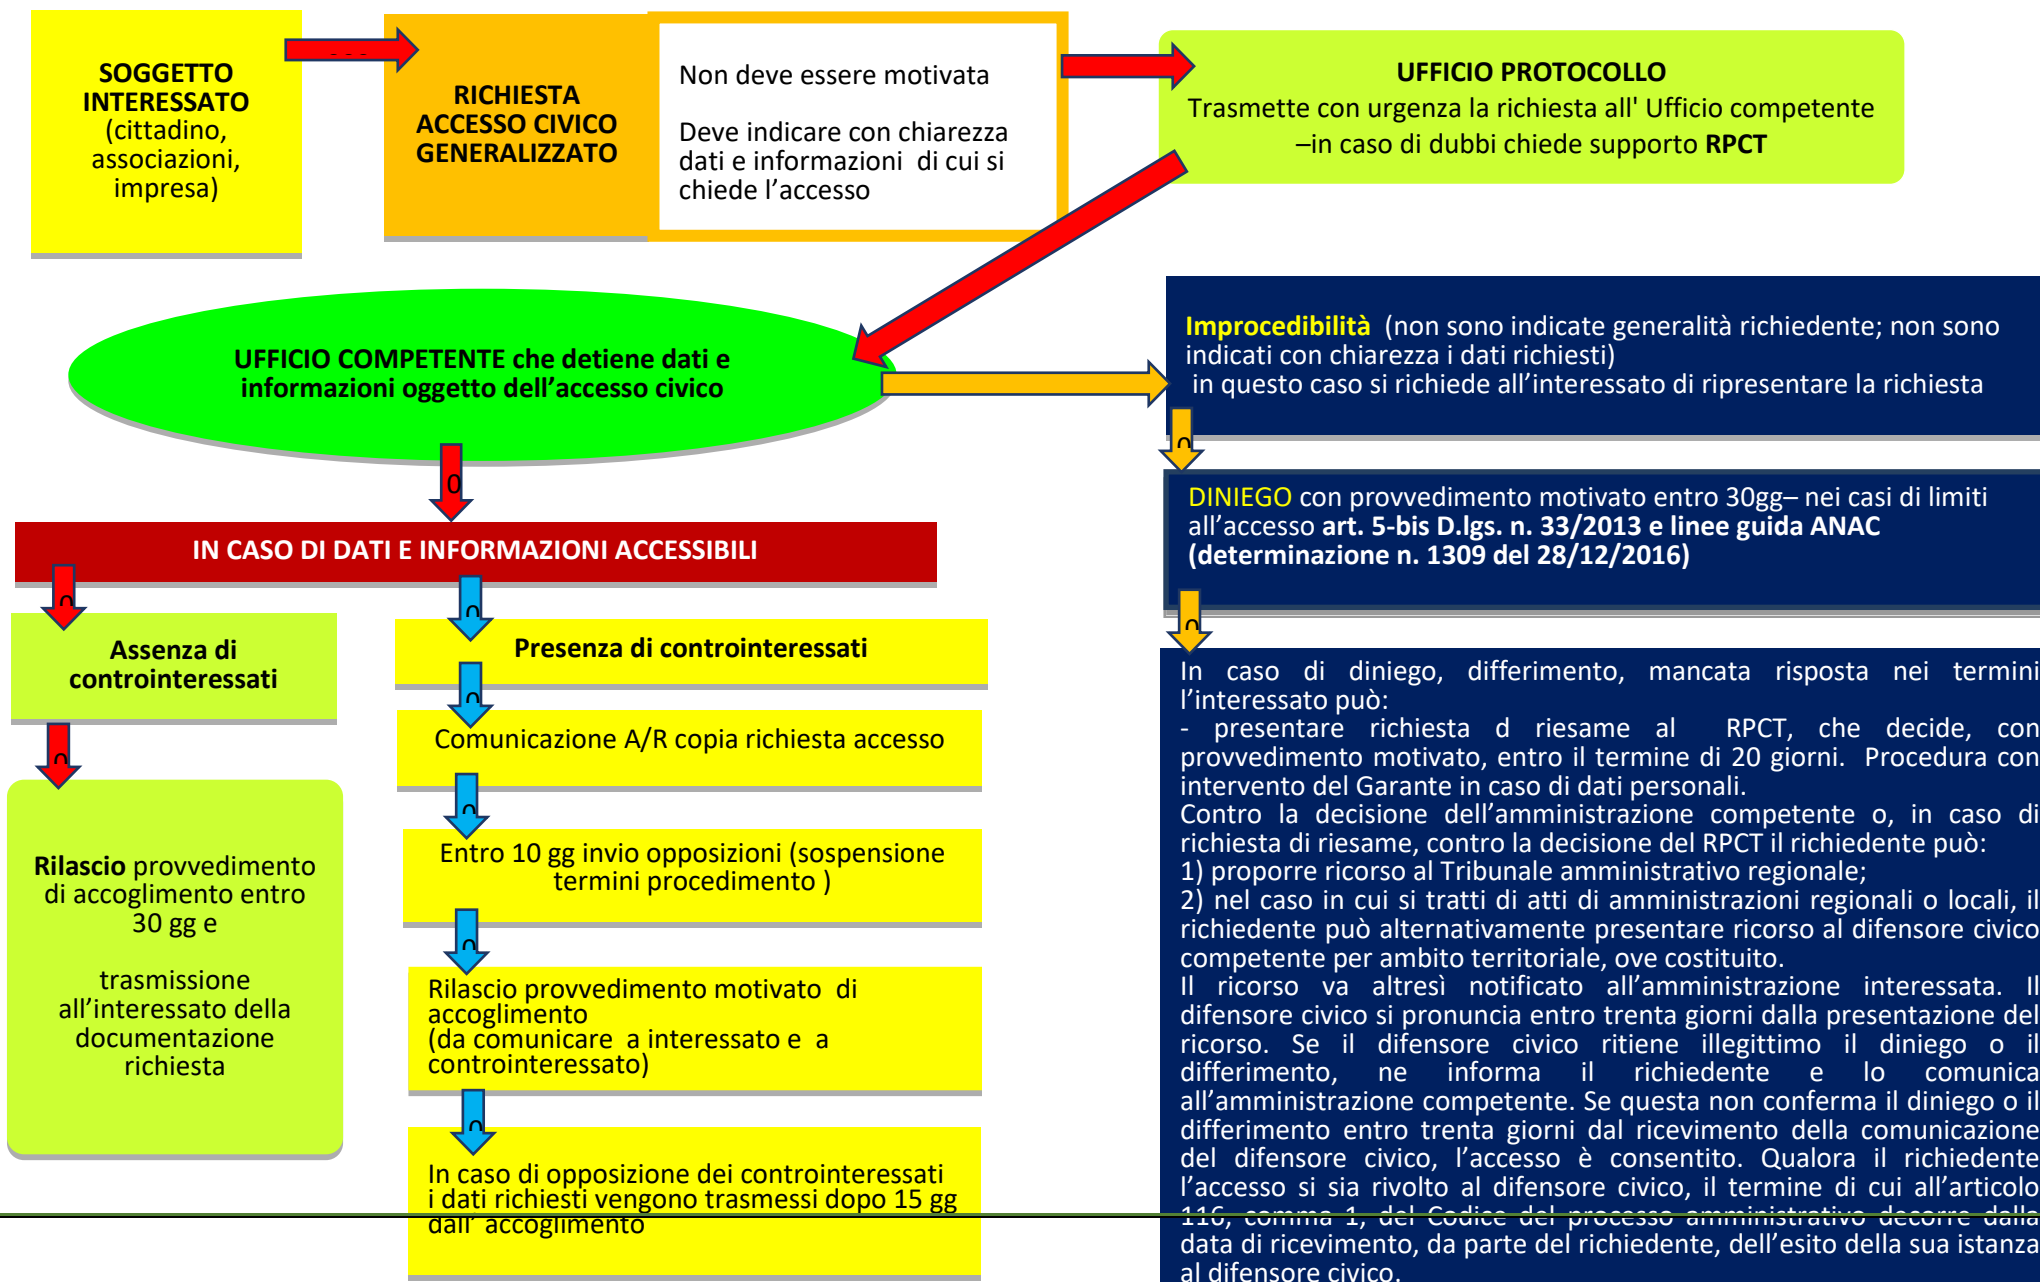 SOGGETTO
INTERESSATO
(cittadino,
associazioni,
impresa)
RICHIESTA
ACCESSO CIVICO
GENERALIZZATO
Non deve essere motivata
Deve indicare con chiarezza
dati e informazioni di cui si
chiede l’accesso
UFFICIO PROTOCOLLO
Trasmette con urgenza la richiesta all' Ufficio competente
–in caso di dubbi chiede supporto RPCT
UFFICIO COMPETENTE che detiene dati e
informazioni oggetto dell’accesso civico
Improcedibilità (non sono indicate generalità richiedente; non sono
indicati con chiarezza i dati richiesti)
in questo caso si richiede all’interessato di ripresentare la richiesta
DINIEGO con provvedimento motivato entro 30gg– nei casi di limiti
all’accesso art. 5-bis D.lgs. n. 33/2013 e linee guida ANAC
(determinazione n. 1309 del 28/12/2016)
IN CASO DI DATI E INFORMAZIONI ACCESSIBILI
Assenza di
controinteressati
Rilascio provvedimento
di accoglimento entro
30 gg e
trasmissione
all’interessato della
documentazione
richiesta
Presenza di controinteressati
Comunicazione A/R copia richiesta accesso
Entro 10 gg invio opposizioni (sospensione
termini procedimento )
Rilascio provvedimento motivato di
accoglimento
(da comunicare a interessato e a
controinteressato)
In caso di opposizione dei controinteressati
i dati richiesti vengono trasmessi dopo 15 gg
dall’ accoglimento
In caso di diniego, differimento, mancata risposta nei termini
l’interessato può:
- presentare richiesta d riesame al RPCT, che decide, con
provvedimento motivato, entro il termine di 20 giorni. Procedura con
intervento del Garante in caso di dati personali.
Contro la decisione dell’amministrazione competente o, in caso di
richiesta di riesame, contro la decisione del RPCT il richiedente può:
1) proporre ricorso al Tribunale amministrativo regionale;
2) nel caso in cui si tratti di atti di amministrazioni regionali o locali, il
richiedente può alternativamente presentare ricorso al difensore civico
competente per ambito territoriale, ove costituito.
Il ricorso va altresì notificato all’amministrazione interessata. Il
difensore civico si pronuncia entro trenta giorni dalla presentazione del
ricorso. Se il difensore civico ritiene illegittimo il diniego o il
differimento, ne informa il richiedente e lo comunica
all’amministrazione competente. Se questa non conferma il diniego o il
differimento entro trenta giorni dal ricevimento della comunicazione
del difensore civico, l’accesso è consentito. Qualora il richiedente
l’accesso si sia rivolto al difensore civico, il termine di cui all’articolo
116, comma 1, del Codice del processo amministrativo decorre dalla
data di ricevimento, da parte del richiedente, dell’esito della sua istanza
al difensore civico.